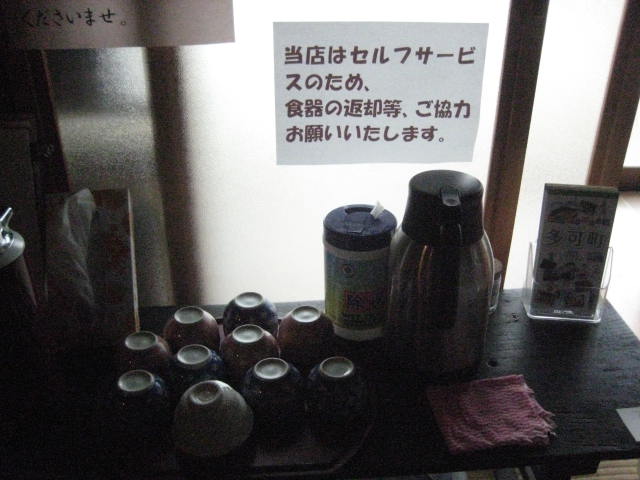 くださいませ。
当店はセルフサービ
スのため、
食器の返却等、ご協力
お願いいたします。
除菌
多可町